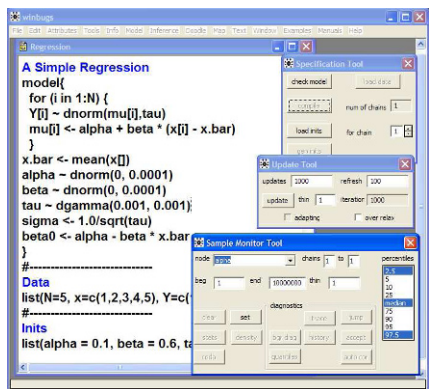 winbugs
File Edit Attributes Tools Info Model Inference Doodle Map Text Window Examples Manuals Help
Regression
A Simple Regression
model{
for (i in 1:N) {
Y[i] ~ dnorm(mu[i],tau)
mu[i] <- alpha + beta * (x[i] - x.bar)
}
x.bar <- mean(x[])
alpha ~ dnorm(0, 0.0001)
beta ~ dnorm(0, 0.0001)
tau ~ dgamma(0.001, 0.001)
sigma <- 1.0/sqrt(tau)
beta0 <- alpha - beta * x.bar
}
#----------------------------
Data
list(N=5, x=c(1,2,3,4,5), Y=c(1
#----------------------------
Inits
list(alpha = 0.1, beta = 0.6, ta
Specification Tool
check model load data
compile num of chains 1
load inits for chain 1
gen inits
Update Tool
updates 1000 refresh 100
update thin 1 iteration 1000
adapting over relax
Sample Monitor Tool
node alpha chains 1 to 1 percentiles
beg 1 end 10000000 thin 1
2.5
5
10
25
median
75
90
95
97.5
diagnostics
clear set trace jump
stats density bgr diag history accept
coda quantiles auto cor